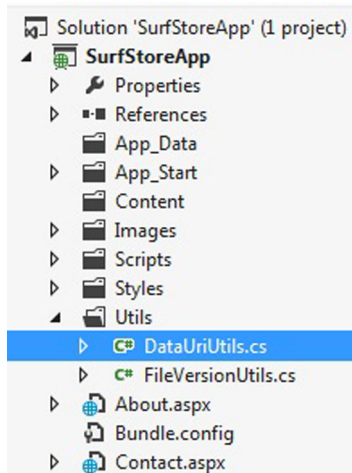 Solution 'SurfStoreApp' (1 project)
SurfStoreApp
Properties
References
App_Data
App_Start
Content
Images
Scripts
Styles
Utils
C# DataUriUtils.cs
C# FileVersionUtils.cs
About.aspx
Bundle.config
Contact.aspx